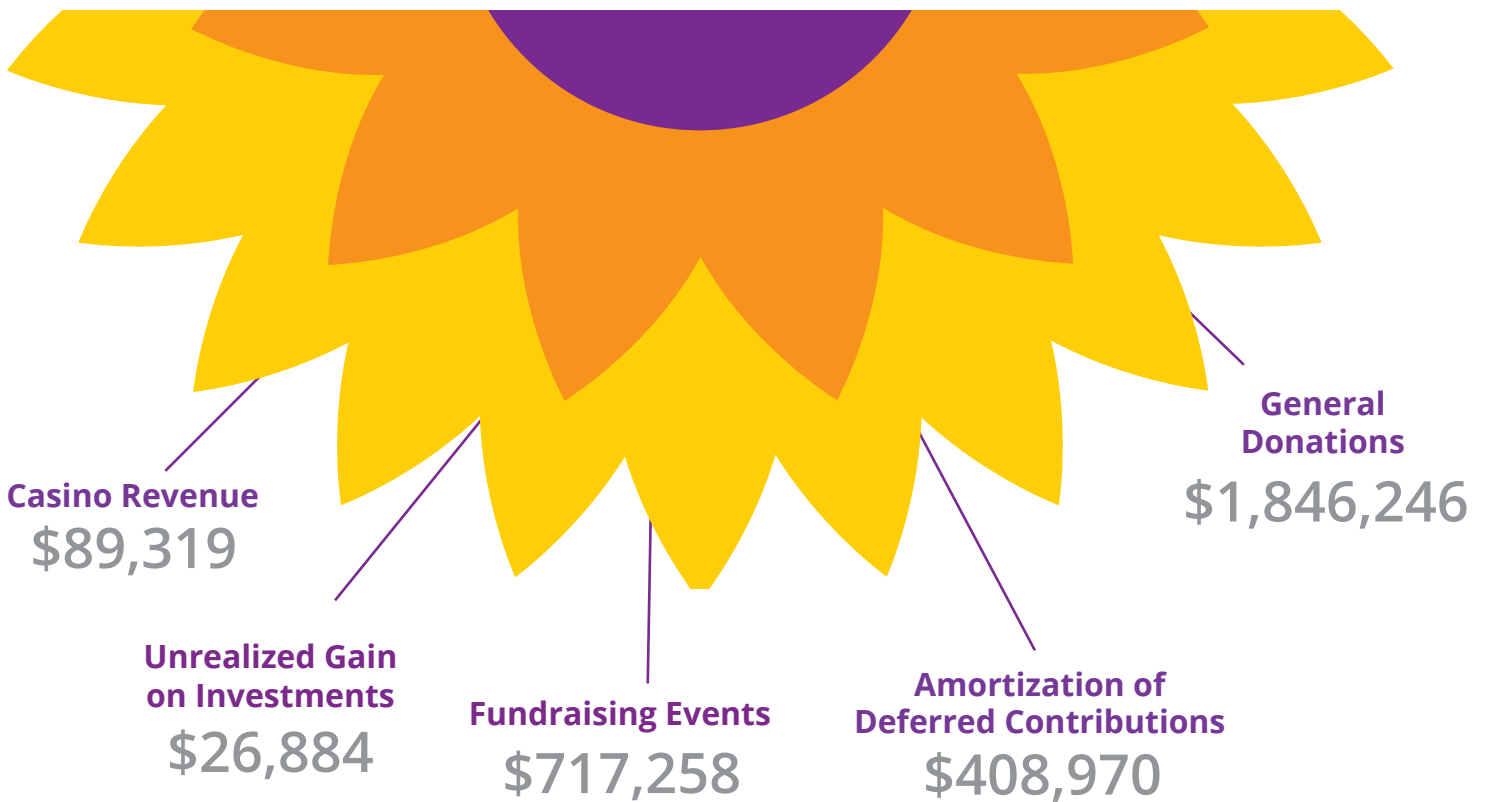 General
Donations
$1,846,246
Casino Revenue
$89,319
Unrealized Gain
on Investments
$26,884
Fundraising Events
$717,258
Amortization of
Deferred Contributions
$408,970